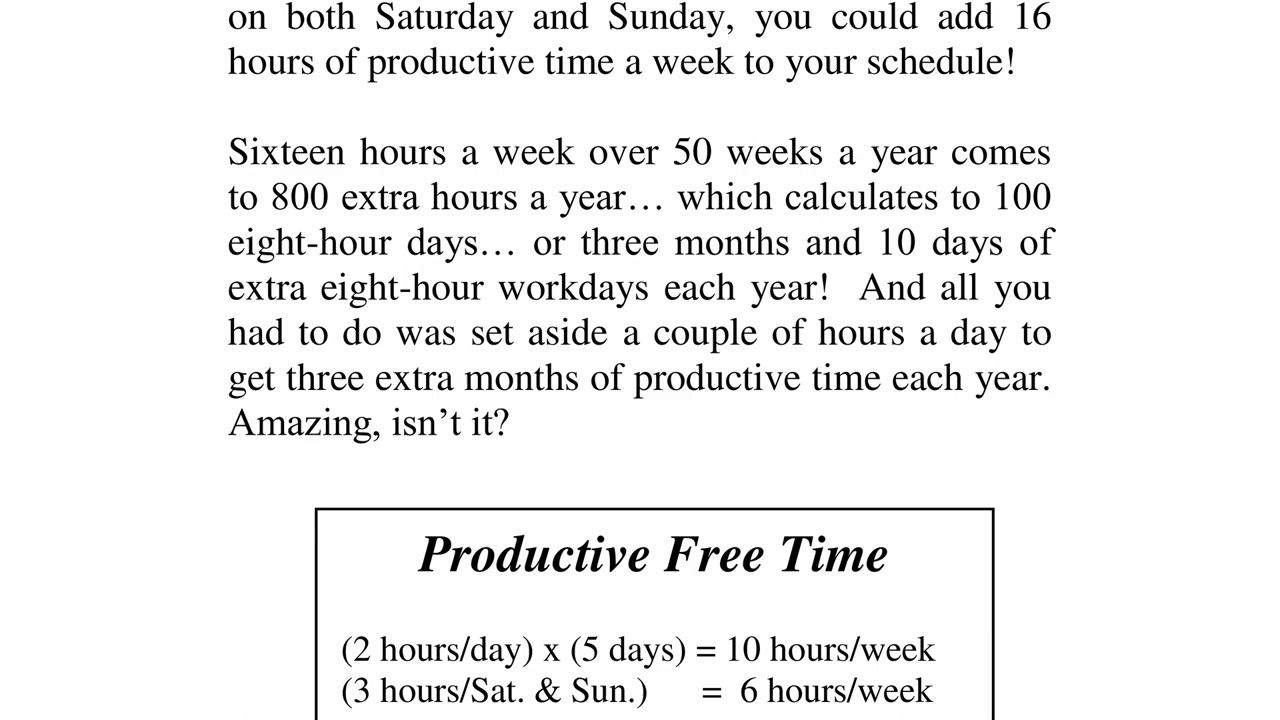 on both Saturday and Sunday, you could add 16
hours of productive time a week to your schedule!
Sixteen hours a week over 50 weeks a year comes
to 800 extra hours a year… which calculates to 100
eight-hour days… or three months and 10 days of
extra eight-hour workdays each year!  And all you
had to do was set aside a couple of hours a day to
get three extra months of productive time each year.
Amazing, isn’t it?
Productive Free Time
(2 hours/day) x (5 days) = 10 hours/week
(3 hours/Sat. & Sun.) = 6 hours/week